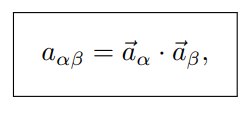 a_{αβ} = \vec{a}_α · \vec{a}_β,